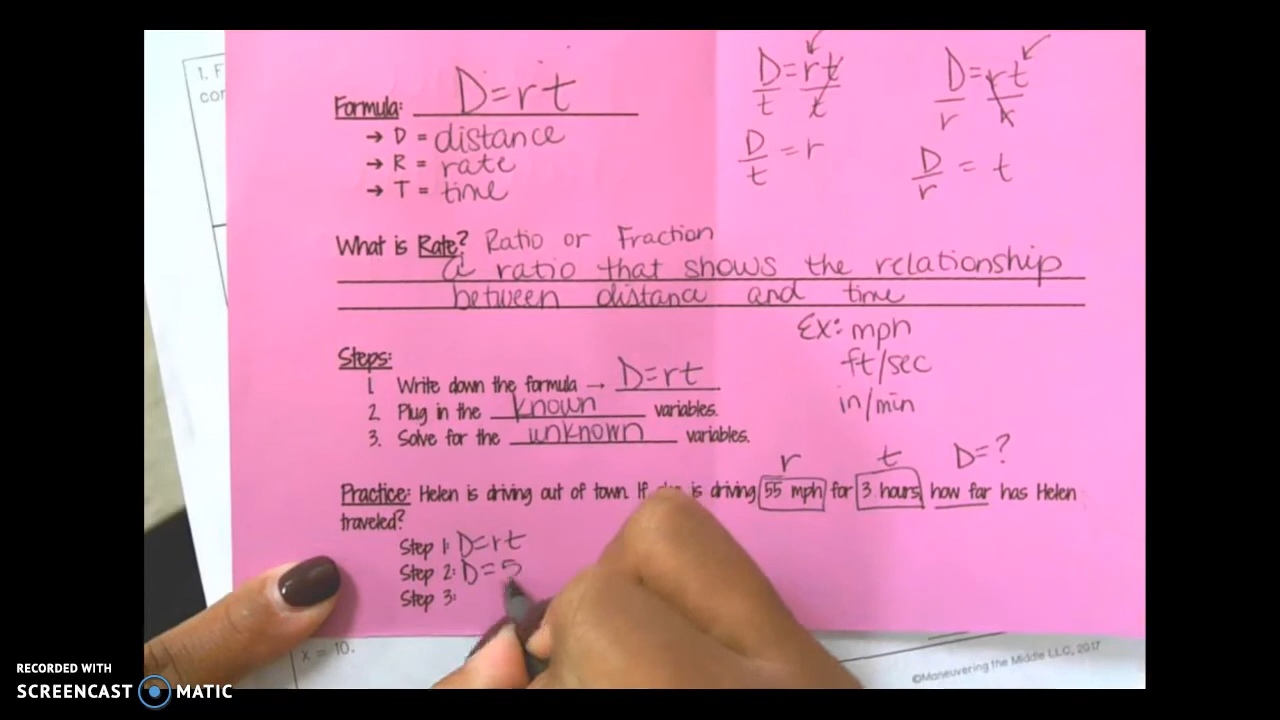 1. F
cor
Formula: D=rt
→ D = distance
→ R = rate
→ T = time
D = rt
t t
D/t = r
D = rt
r r
D/r = t
What is Rate? Ratio or Fraction
a ratio that shows the relationship
between distance and time
Ex: mph
ft/sec
in/min
Steps:
1. Write down the formula → D=rt
2. Plug in the known variables.
3. Solve for the unknown variables.
r t D=?
Practice: Helen is driving out of town. If is driving 55 mph for 3 hours, how far has Helen
traveled?
Step 1: D=rt
Step 2: D=5
Step 3:
x = 10.
©Maneuvering the Middle LLC, 2017
RECORDED WITH
SCREENCAST MATIC